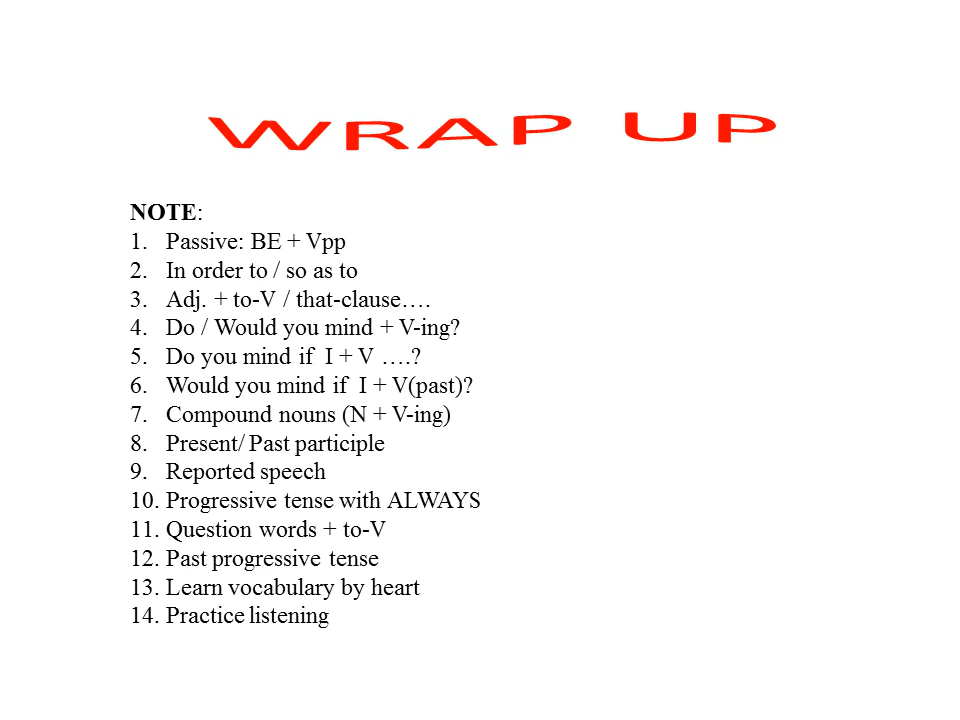 WRAP UP
NOTE:
1. Passive: BE + Vpp
2. In order to / so as to
3. Adj. + to-V / that-clause….
4. Do / Would you mind + V-ing?
5. Do you mind if I + V ….?
6. Would you mind if I + V(past)?
7. Compound nouns (N + V-ing)
8. Present/ Past participle
9. Reported speech
10. Progressive tense with ALWAYS
11. Question words + to-V
12. Past progressive tense
13. Learn vocabulary by heart
14. Practice listening